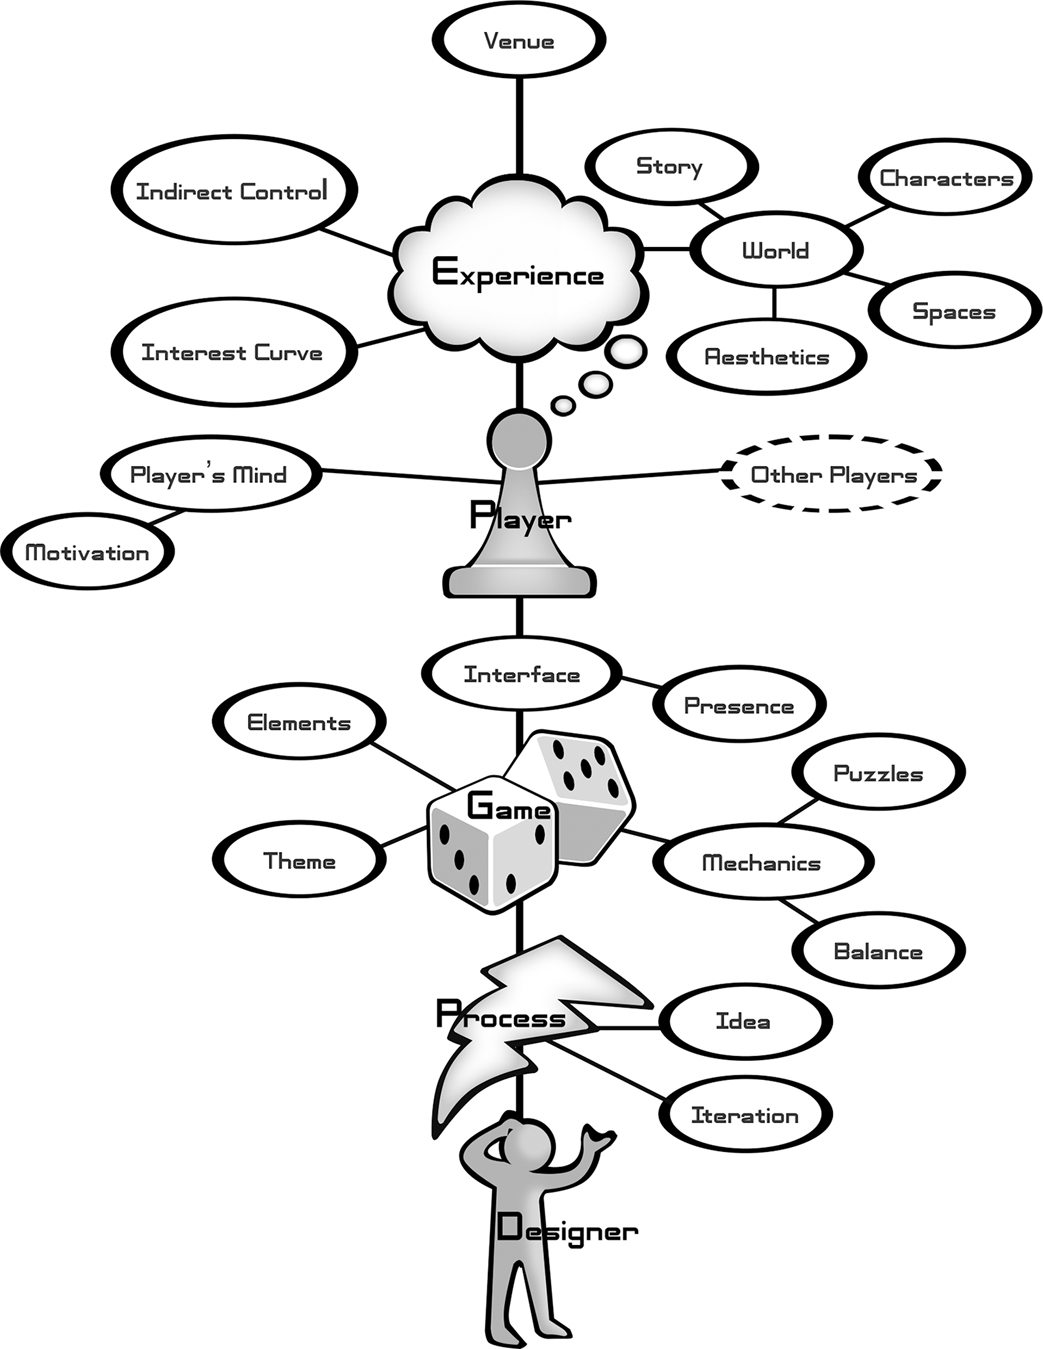 Venue
Indirect Control
Story
Characters
World
Experience
Spaces
Interest Curve
Aesthetics
Player's Mind
Other Players
Player
Motivation
Interface
Presence
Elements
Puzzles
Game
Theme
Mechanics
Balance
Process
Idea
Iteration
Designer